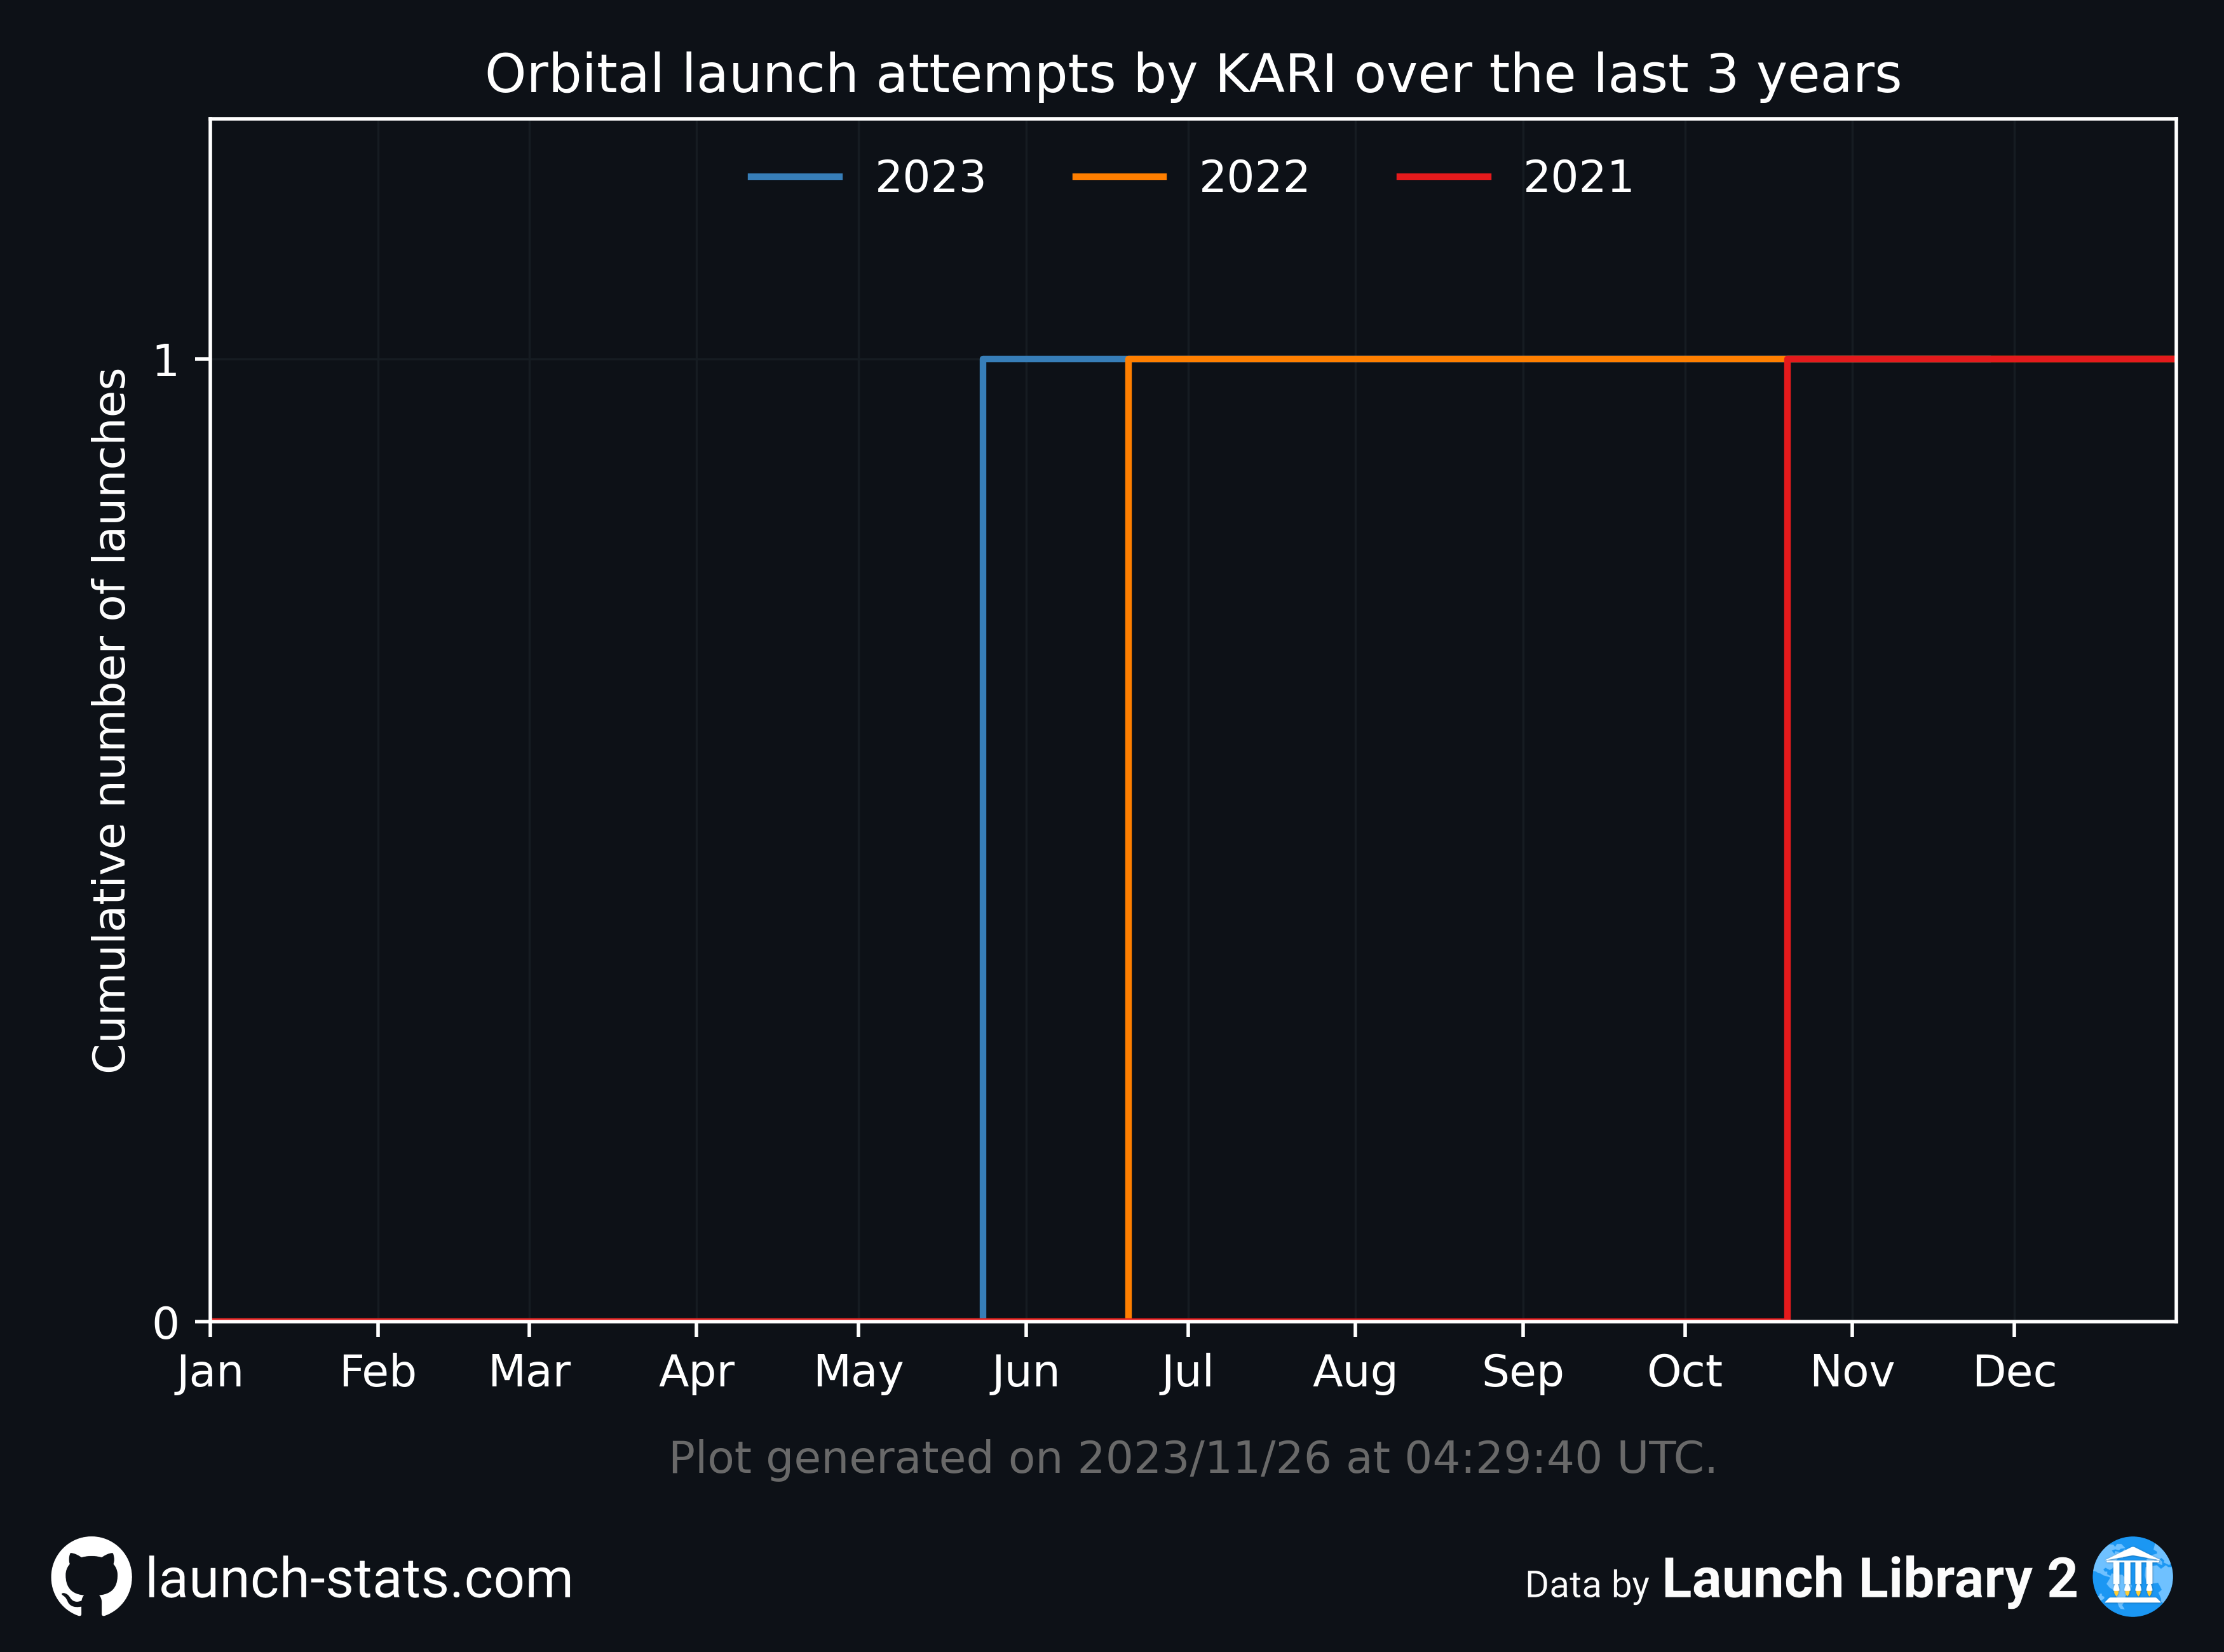 Orbital launch attempts by KARI over the last 3 years
2023 2022 2021
Cumulative number of launches
1
0
Jan Feb Mar Apr May Jun Jul Aug Sep Oct Nov Dec
Plot generated on 2023/11/26 at 04:29:40 UTC.
launch-stats.com
Data by Launch Library 2